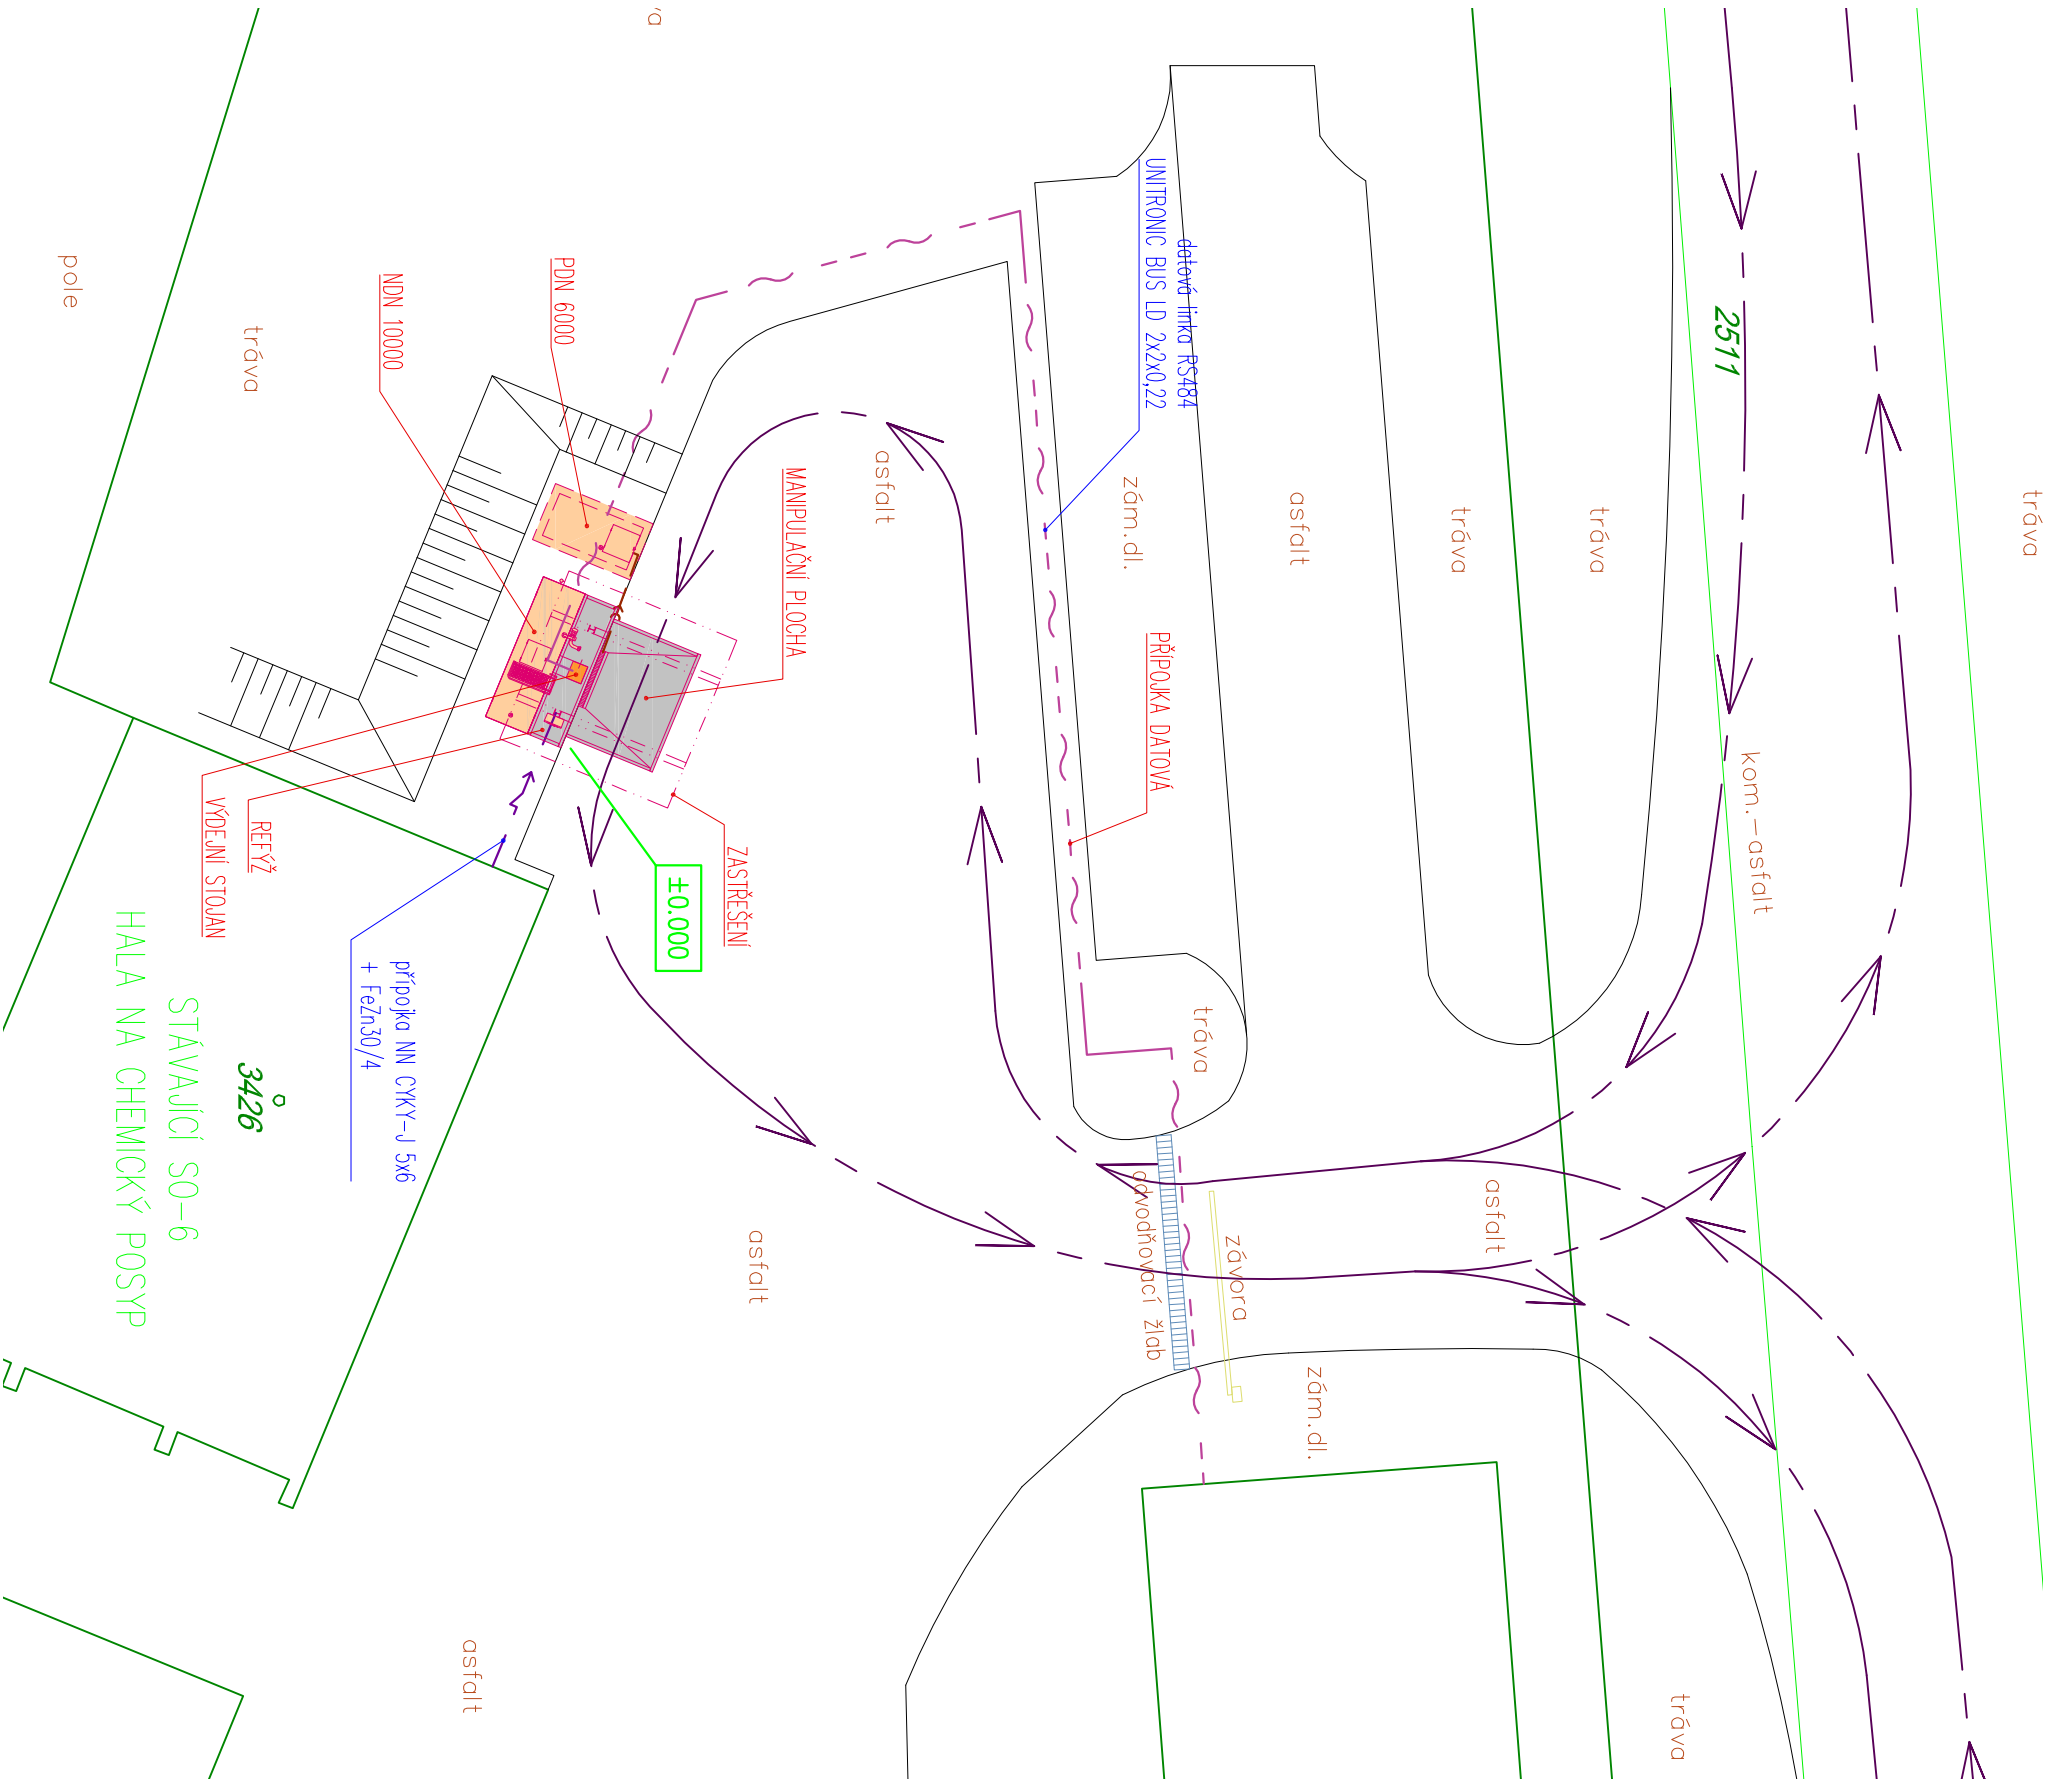 tráva
2511
tráva
tráva
kom.-asfalt
tráva
asfalt
datová linka RS484
UNITRONIC BUS LD 2x2x0,22
zám.dl.
PŘÍPOJKA DATOVÁ
asfalt
MANIPULAČNÍ PLOCHA
PDN 6000
NDN 10000
tráva
pole
ZASTŘEŠENÍ
±0.000
REFÝŽ
VÝDEJNÍ STOJAN
přípojka NN CYKY-J 5x6
+ FeZn30/4
3426
STÁVAJÍCÍ SO-6
HALA NA CHEMICKÝ POSYP
tráva
asfalt
závora
odvodňovací žlab
zám.dl.
asfalt
asfalt
tráva